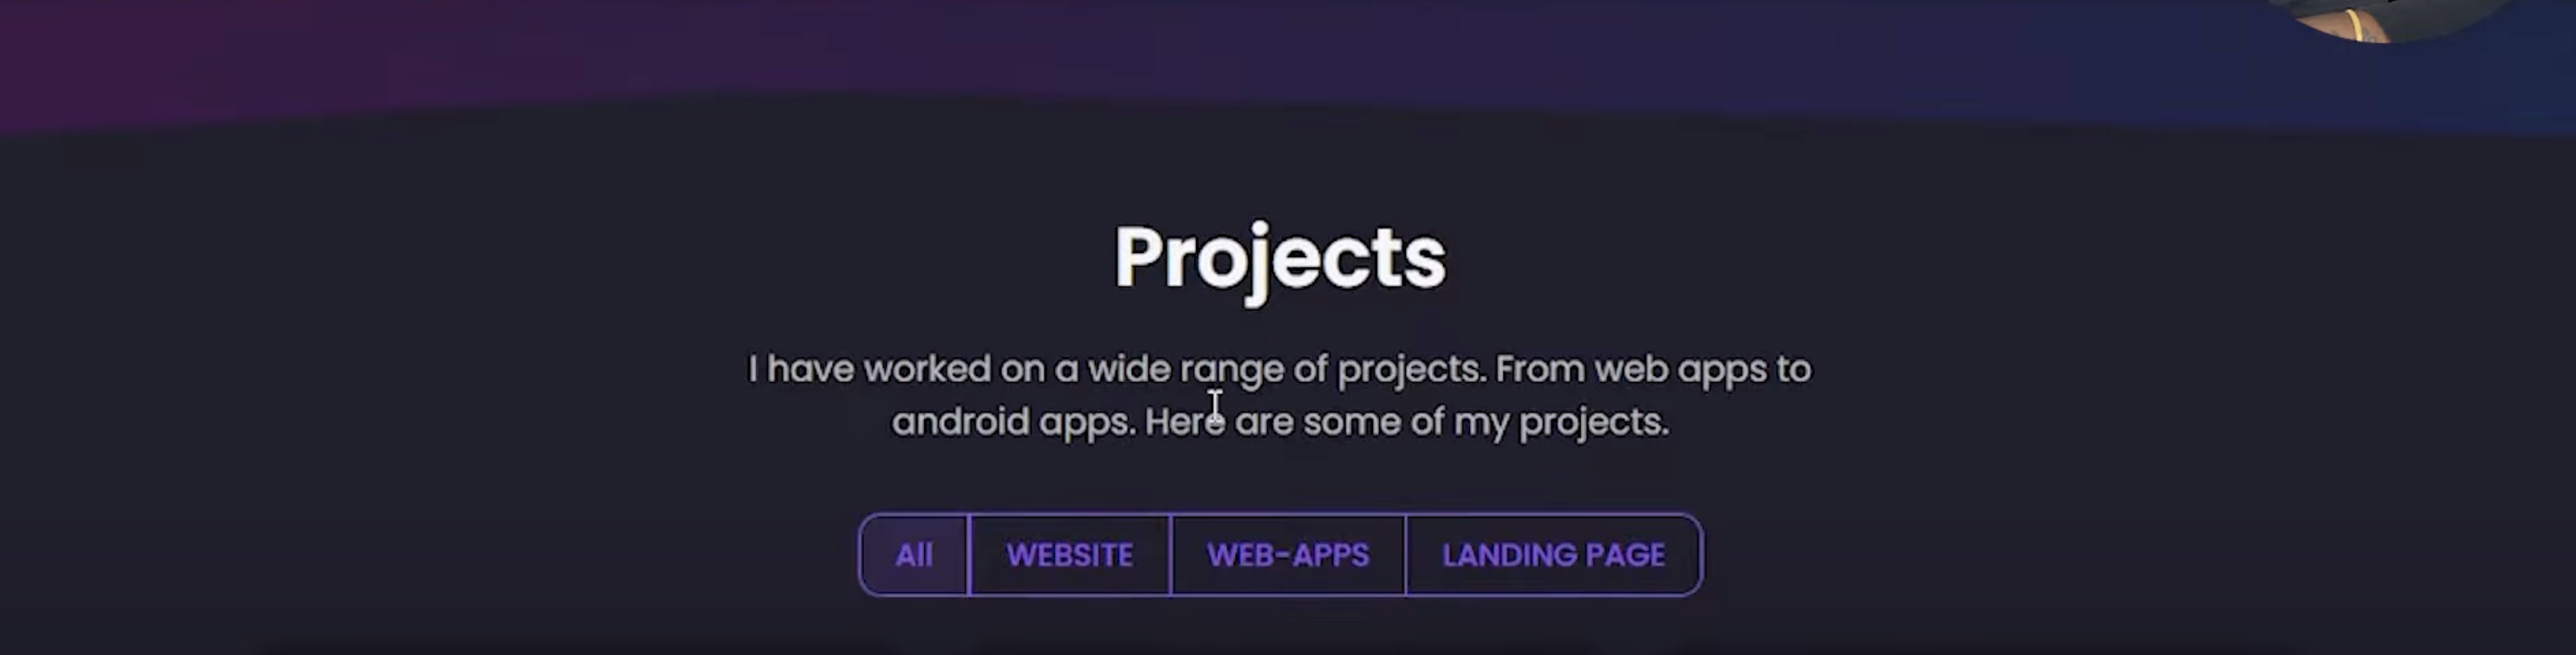 Projects
I have worked on a wide range of projects. From web apps to
android apps. Here are some of my projects.
All
WEBSITE
WEB-APPS
LANDING PAGE